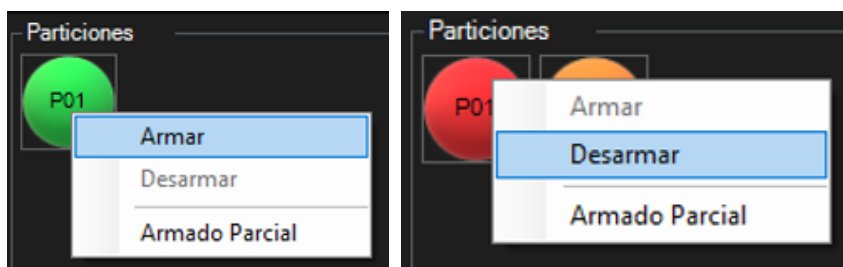 Particiones
P01
Armar
Desarmar
Armado Parcial
Particiones
P01
Armar
Desarmar
Armado Parcial